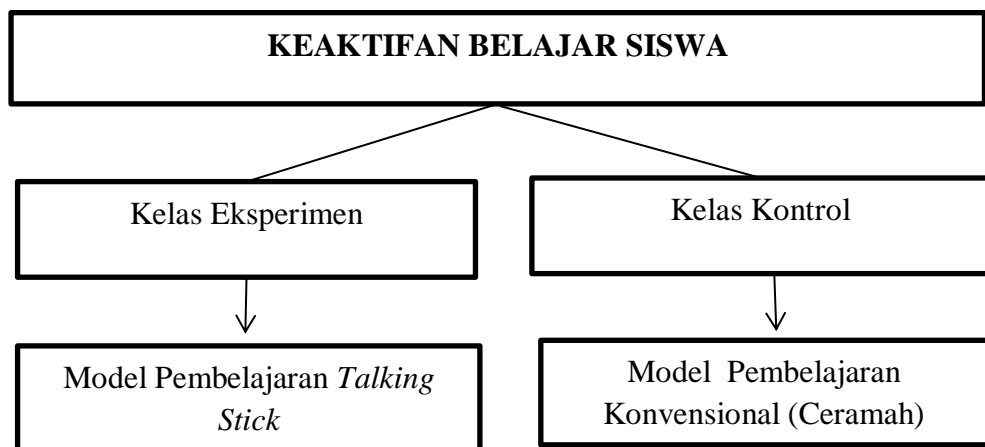 KEAKTIFAN BELAJAR SISWA
Kelas Eksperimen
Kelas Kontrol
Model Pembelajaran Talking
Stick
Model Pembelajaran
Konvensional (Ceramah)